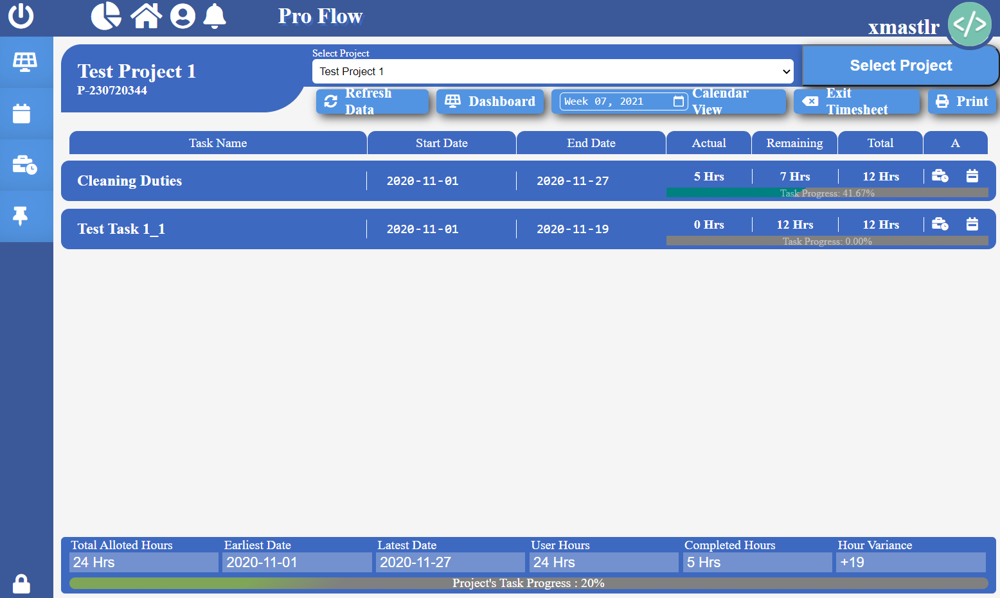 Pro Flow
xmastlr
</>
Test Project 1
P-230720344
Select Project
Test Project 1
Select Project
Refresh Data
Dashboard
Week 07, 2021
Calendar View
Exit Timesheet
Print
Task Name Start Date End Date Actual Remaining Total A
Cleaning Duties 2020-11-01 2020-11-27 5 Hrs 7 Hrs 12 Hrs
Task Progress: 41.67%
Test Task 1_1 2020-11-01 2020-11-19 0 Hrs 12 Hrs 12 Hrs
Task Progress: 0.00%
Total Alloted Hours Earliest Date Latest Date User Hours Completed Hours Hour Variance
24 Hrs 2020-11-01 2020-11-27 24 Hrs 5 Hrs +19
Project's Task Progress : 20%